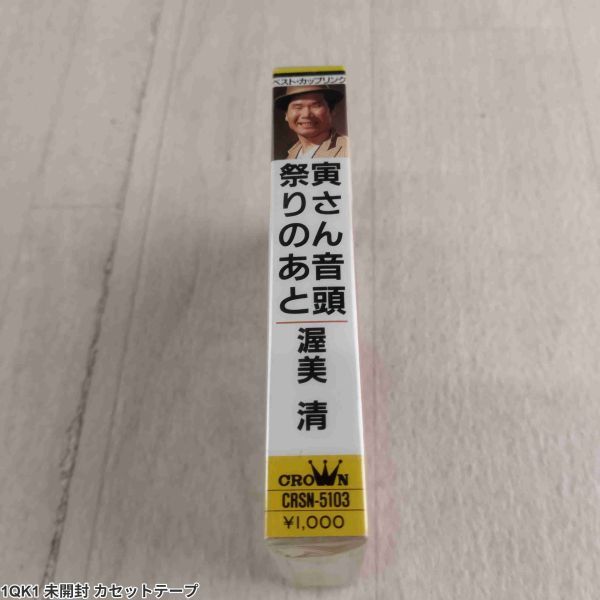 ベスト・カップリング
寅さん音頭
祭りのあと
渥美 清
CROWN
CRSN-5103
¥1,000
1QK1 未開封 カセットテープ